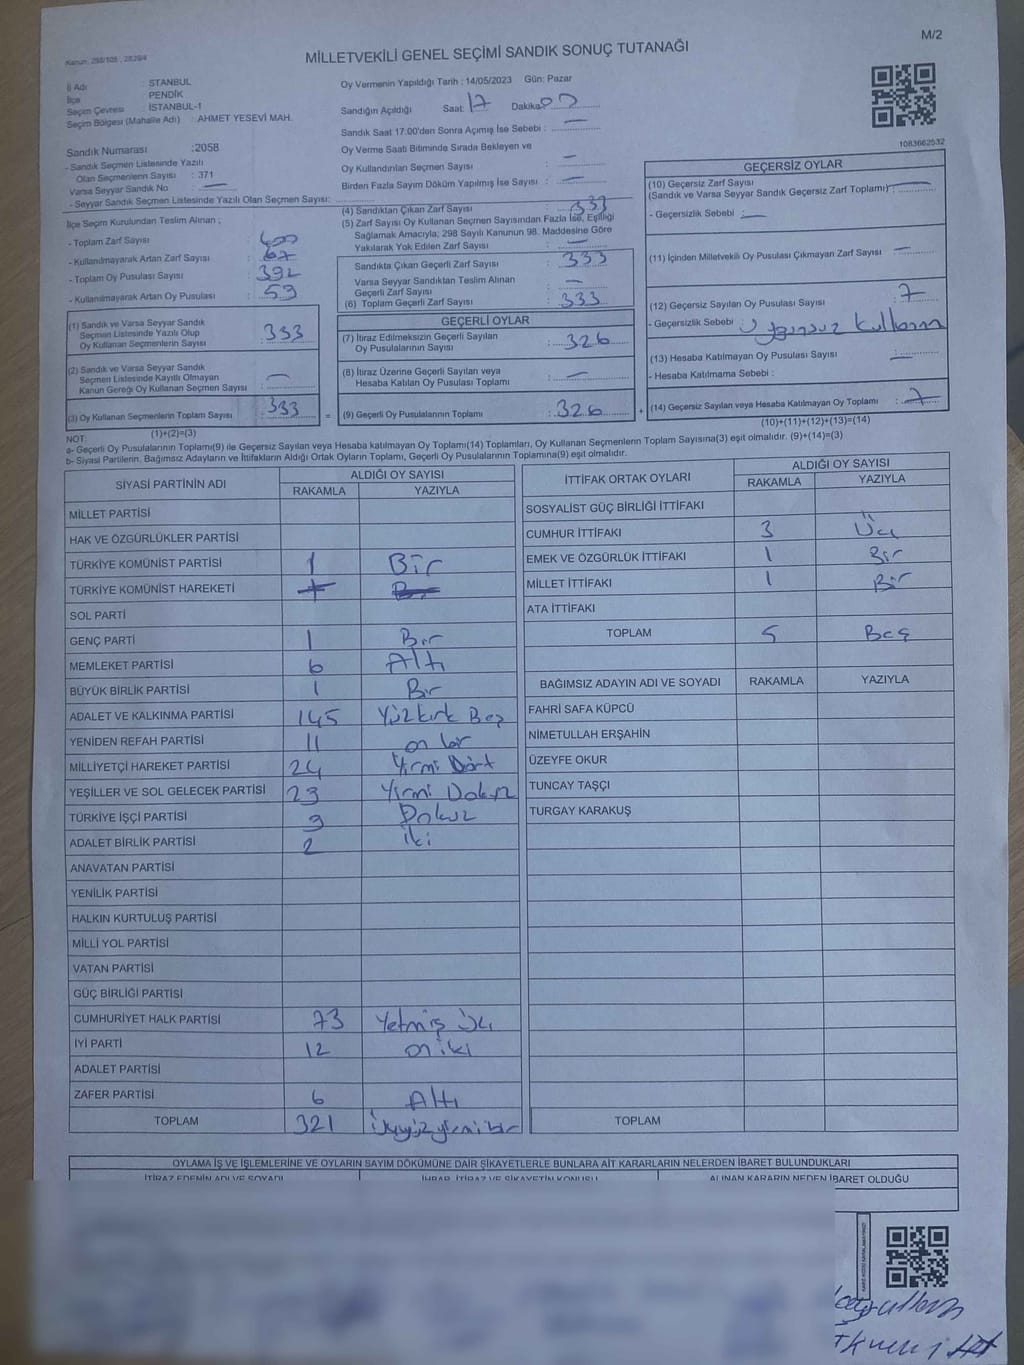 M/2
Kanun, 298/105 , 2839/4
MİLLETVEKİLİ GENEL SEÇİMİ SANDIK SONUÇ TUTANAĞI
İl Adı : STANBUL
İlçe : PENDİK
Seçim Çevresi : İSTANBUL-1
Seçim Bölgesi (Mahalle Adı) : AHMET YESEVİ MAH.
Sandık Numarası :2058
- Sandık Seçmen Listesinde Yazılı
Olan Seçmenlerin Sayısı : 371
Varsa Seyyar Sandık No : —
- Seyyar Sandık Seçmen Listesinde Yazılı Olan Seçmen Sayısı:
Oy Vermenin Yapıldığı Tarih : 14/05/2023 Gün: Pazar
Sandığın Açıldığı Saat: 17 Dakika:
Sandık Saat 17:00'den Sonra Açımış İse Sebebi : —
Oy Verme Saati Bitiminde Sırada Bekleyen ve
Oy Kullandırılan Seçmen Sayısı : —
Birden Fazla Sayım Döküm Yapılmış İse Sayısı : —
1083662532
İlçe Seçim Kurulundan Teslim Alınan ;
- Toplam Zarf Sayısı : 400
- Kullanılmayarak Artan Zarf Sayısı : 67
- Toplam Oy Pusulası Sayısı : 392
- Kullanılmayarak Artan Oy Pusulası : 59
(1) Sandık ve Varsa Seyyar Sandık
Seçmen Listesinde Yazılı Olup
Oy Kullanan Seçmenlerin Sayısı : 333
(2) Sandık ve Varsa Seyyar Sandık
Seçmen Listesinde Kayıtlı Olmayan
Kanun Gereği Oy Kullanan Seçmen Sayısı : —
(3) Oy Kullanan Seçmenlerin Toplam Sayısı : 333 =
(1)+(2)=(3)
(4) Sandıktan Çıkan Zarf Sayısı : 333
(5) Zarf Sayısı Oy Kullanan Seçmen Sayısından Fazla İse, Eşitliği
Sağlamak Amacıyla; 298 Sayılı Kanunun 98. Maddesine Göre
Yakılarak Yok Edilen Zarf Sayısı : —
Sandıkta Çıkan Geçerli Zarf Sayısı : 333
Varsa Seyyar Sandıktan Teslim Alınan
Geçerli Zarf Sayısı : —
(6) Toplam Geçerli Zarf Sayısı : 333
GEÇERLİ OYLAR
(7) İtiraz Edilmeksizin Geçerli Sayılan
Oy Pusulalarının Sayısı : 326
(8) İtiraz Üzerine Geçerli Sayılan veya
Hesaba Katılan Oy Pusulası Toplamı : —
(9) Geçerli Oy Pusulalarının Toplamı : 326 +
GEÇERSİZ OYLAR
(10) Geçersiz Zarf Sayısı
(Sandık ve Varsa Seyyar Sandık Geçersiz Zarf Toplamı) : —
- Geçersizlik Sebebi : —
(11) İçinden Milletvekili Oy Pusulası Çıkmayan Zarf Sayısı : —
(12) Geçersiz Sayılan Oy Pusulası Sayısı : 7
- Geçersizlik Sebebi : Uygunsuz Kullanım
(13) Hesaba Katılmayan Oy Pusulası Sayısı : —
- Hesaba Katılmama Sebebi :
(14) Geçersiz Sayılan veya Hesaba Katılmayan Oy Toplamı : 7
(10)+(11)+(12)+(13)=(14)
NOT:
a- Geçerli Oy Pusulalarının Toplamı(9) ile Geçersiz Sayılan veya Hesaba katılmayan Oy Toplamı(14) Toplamları, Oy Kullanan Seçmenlerin Toplam Sayısına(3) eşit olmalıdır. (9)+(14)=(3)
b- Siyasi Partilerin, Bağımsız Adayların ve İttifakların Aldığı Ortak Oyların Toplamı, Geçerli Oy Pusulalarının Toplamına(9) eşit olmalıdır.
SİYASİ PARTİNİN ADI ALDIĞI OY SAYISI
RAKAMLA YAZIYLA
MİLLET PARTİSİ
HAK VE ÖZGÜRLÜKLER PARTİSİ
TÜRKİYE KOMÜNİST PARTİSİ 1 Bir
TÜRKİYE KOMÜNİST HAREKETİ
SOL PARTİ
GENÇ PARTİ 1 Bir
MEMLEKET PARTİSİ 6 Altı
BÜYÜK BİRLİK PARTİSİ 1 Bir
ADALET VE KALKINMA PARTİSİ 145 Yüzkırk Beş
YENİDEN REFAH PARTİSİ 11 on bir
MİLLİYETÇİ HAREKET PARTİSİ 24 Yirmi Dört
YEŞİLLER VE SOL GELECEK PARTİSİ 29 Yirmi Dokuz
TÜRKİYE İŞÇİ PARTİSİ 9 Dokuz
ADALET BİRLİK PARTİSİ 2 iki
ANAVATAN PARTİSİ
YENİLİK PARTİSİ
HALKIN KURTULUŞ PARTİSİ
MİLLİ YOL PARTİSİ
VATAN PARTİSİ
GÜÇ BİRLİĞİ PARTİSİ
CUMHURİYET HALK PARTİSİ 73 Yetmiş Üç
İYİ PARTİ 12 on iki
ADALET PARTİSİ
ZAFER PARTİSİ 6 Altı
TOPLAM 321 Üçyüzyirmibir
İTTİFAK ORTAK OYLARI ALDIĞI OY SAYISI
RAKAMLA YAZIYLA
SOSYALİST GÜÇ BİRLİĞİ İTTİFAKI
CUMHUR İTTİFAKI 3 Üç
EMEK VE ÖZGÜRLÜK İTTİFAKI 1 Bir
MİLLET İTTİFAKI 1 Bir
ATA İTTİFAKI
TOPLAM 5 Beş
BAĞIMSIZ ADAYIN ADI VE SOYADI RAKAMLA YAZIYLA
FAHRİ SAFA KÜPCÜ
NİMETULLAH ERŞAHİN
ÜZEYFE OKUR
TUNCAY TAŞÇI
TURGAY KARAKUŞ
TOPLAM
OYLAMA İŞ VE İŞLEMLERİNE VE OYLARIN SAYIM DÖKÜMÜNE DAİR ŞİKAYETLERLE BUNLARA AİT KARARLARIN NELERDEN İBARET BULUNDUKLARI
İTİRAZ EDENİN ADI VE SOYADI İHBAR, İTİRAZ VE ŞİKAYETİN KONUSU ALINAN KARARIN NEDEN İBARET OLDUĞU